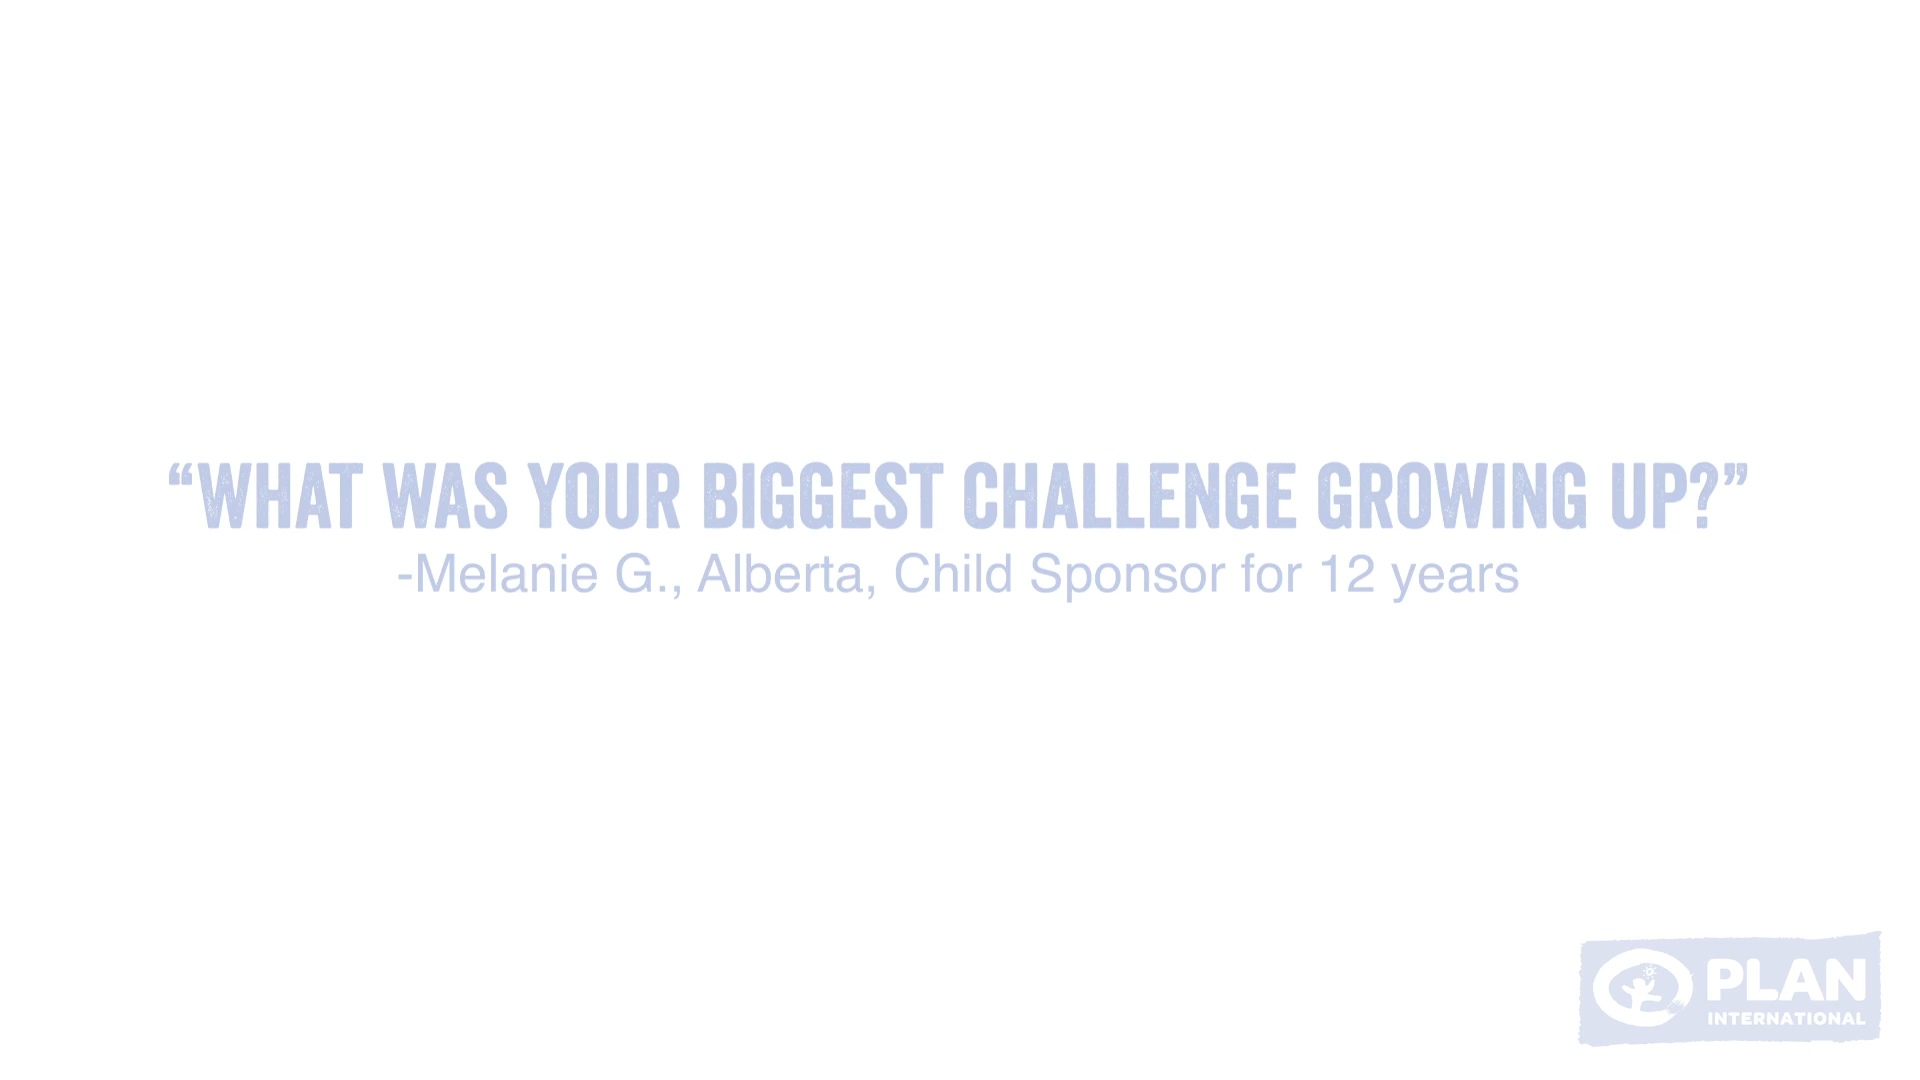 “WHAT WAS YOUR BIGGEST CHALLENGE GROWING UP?”
-Melanie G., Alberta, Child Sponsor for 12 years
PLAN
INTERNATIONAL